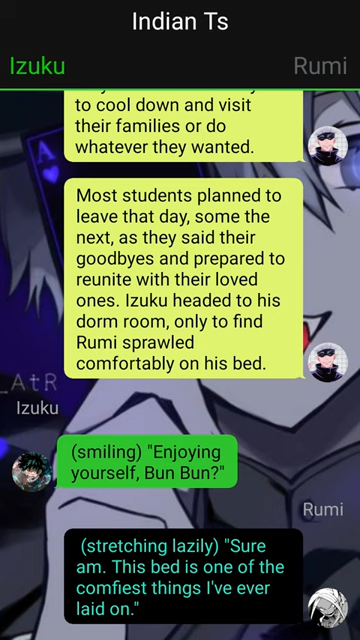 Indian Ts
Izuku
Rumi
to cool down and visit
their families or do
whatever they wanted.
Most students planned to
leave that day, some the
next, as they said their
goodbyes and prepared to
reunite with their loved
ones. Izuku headed to his
dorm room, only to find
Rumi sprawled
comfortably on his bed.
_AtR
Izuku
(smiling) "Enjoying
yourself, Bun Bun?"
Rumi
(stretching lazily) "Sure
am. This bed is one of the
comfiest things I've ever
laid on."